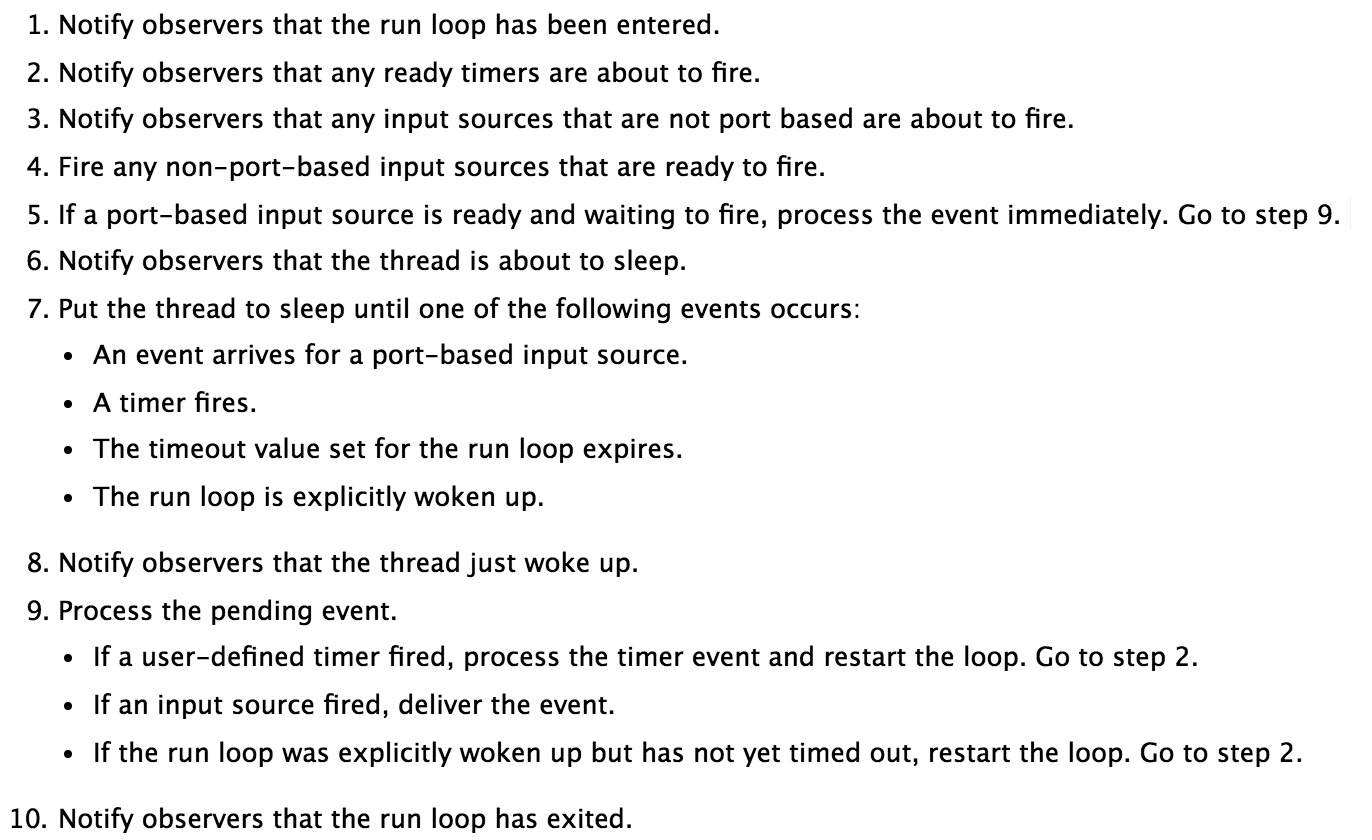 1. Notify observers that the run loop has been entered.
2. Notify observers that any ready timers are about to fire.
3. Notify observers that any input sources that are not port based are about to fire.
4. Fire any non-port-based input sources that are ready to fire.
5. If a port-based input source is ready and waiting to fire, process the event immediately. Go to step 9.
6. Notify observers that the thread is about to sleep.
7. Put the thread to sleep until one of the following events occurs:
• An event arrives for a port-based input source.
• A timer fires.
• The timeout value set for the run loop expires.
• The run loop is explicitly woken up.
8. Notify observers that the thread just woke up.
9. Process the pending event.
• If a user-defined timer fired, process the timer event and restart the loop. Go to step 2.
• If an input source fired, deliver the event.
• If the run loop was explicitly woken up but has not yet timed out, restart the loop. Go to step 2.
10. Notify observers that the run loop has exited.